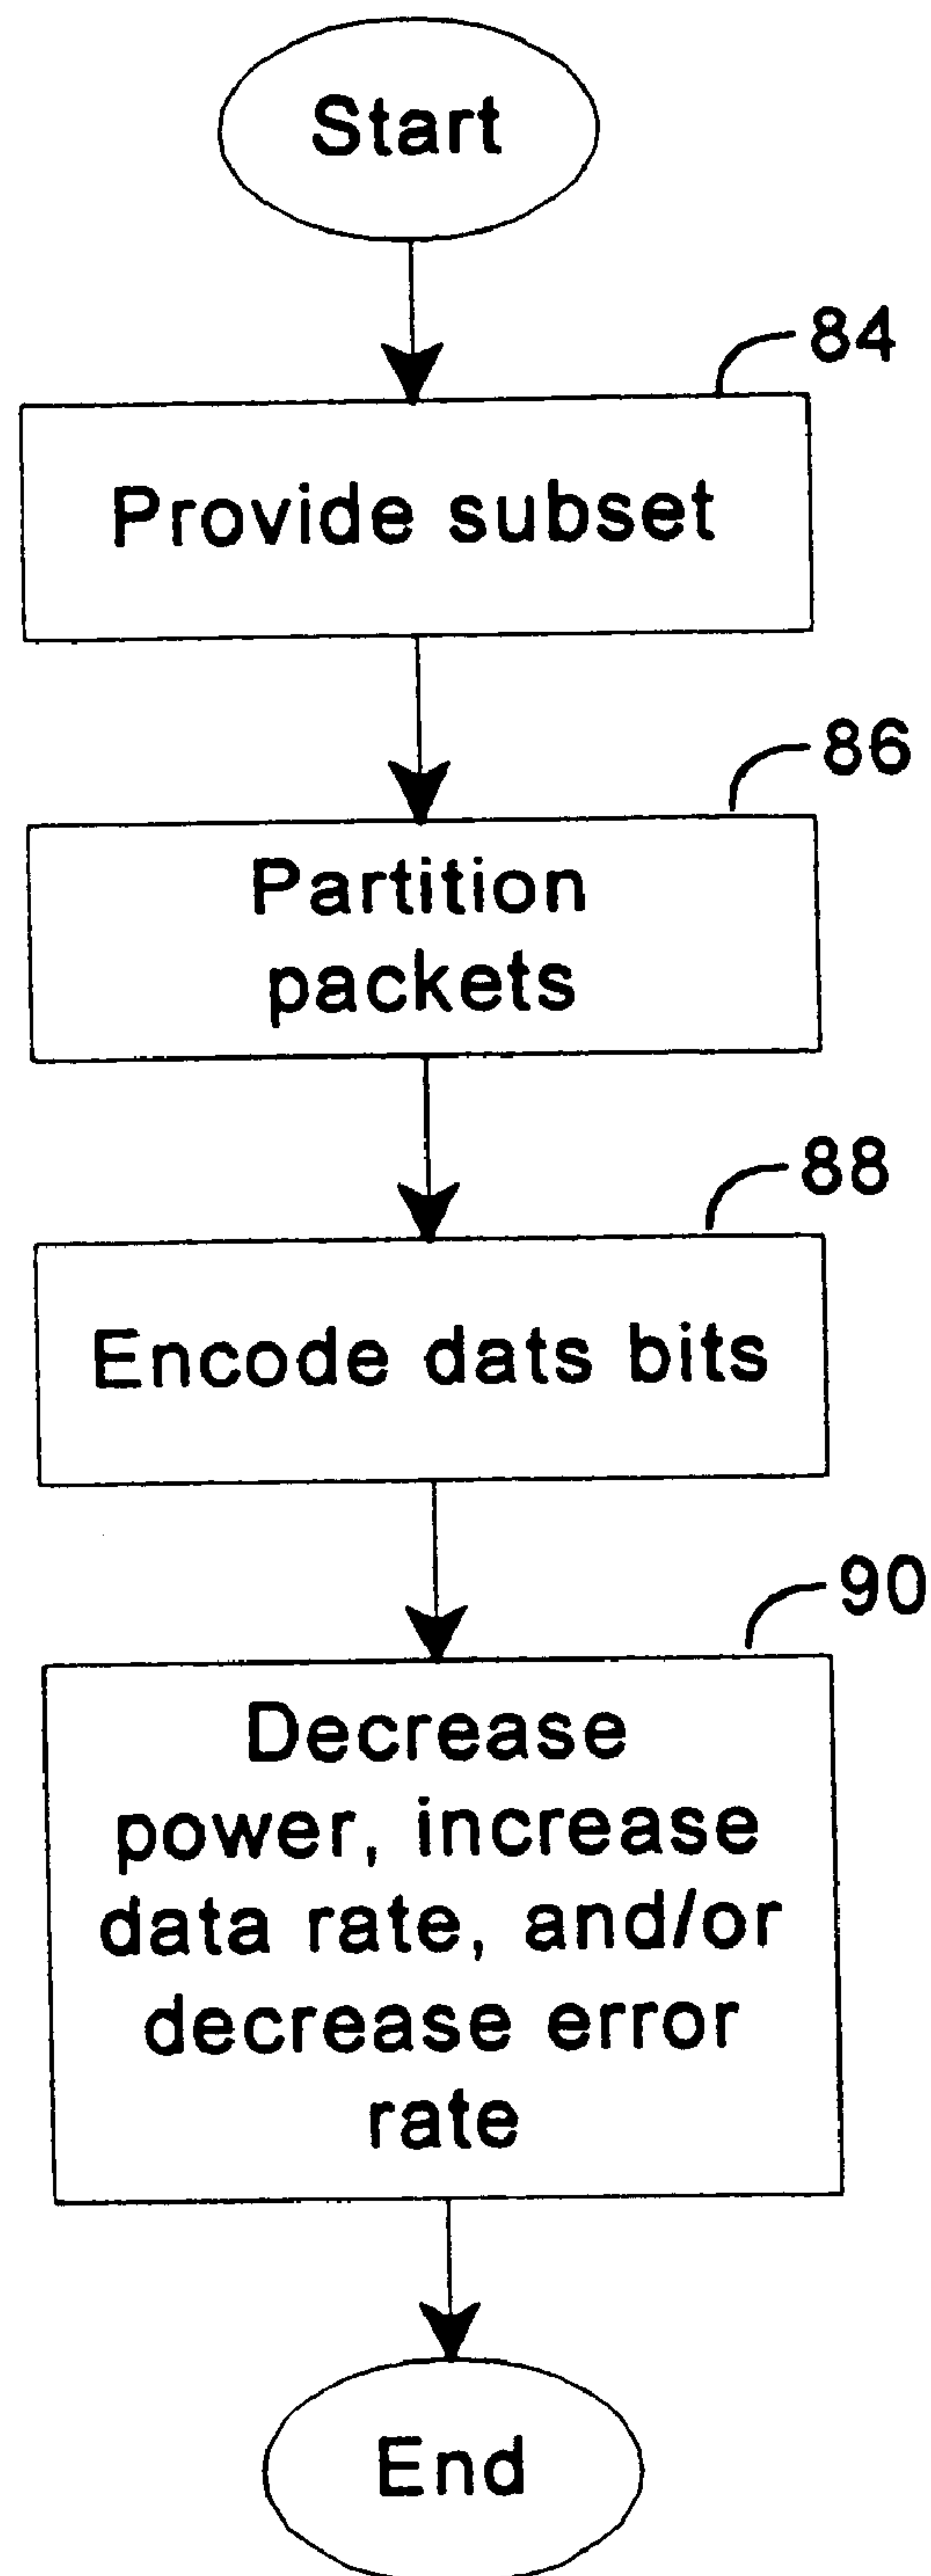 Start
84
Provide subset
86
Partition
packets
88
Encode dats bits
90
Decrease
power, increase
data rate, and/or
decrease error
rate
End